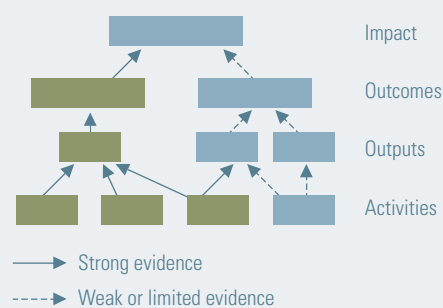 Impact
Outcomes
Outputs
Activities
Strong evidence
Weak or limited evidence